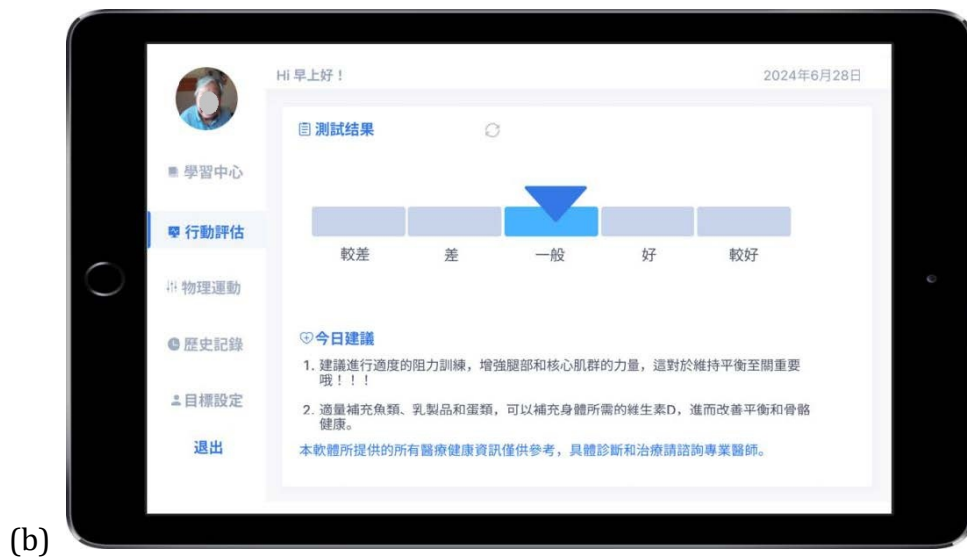 Hi 早上好！
2024年6月28日
測試结果
學習中心
行動評估
物理運動
歷史記錄
目標設定
退出
較差
差
一般
好
較好
今日建議
1. 建議進行適度的阻力訓練，增強腿部和核心肌群的力量，這對於維持平衡至關重要
哦！！！
2. 適量補充魚類、乳製品和蛋類，可以補充身體所需的維生素D，進而改善平衡和骨骼
健康。
本軟體所提供的所有醫療健康資訊僅供參考，具體診斷和治療請諮詢專業醫師。
(b)